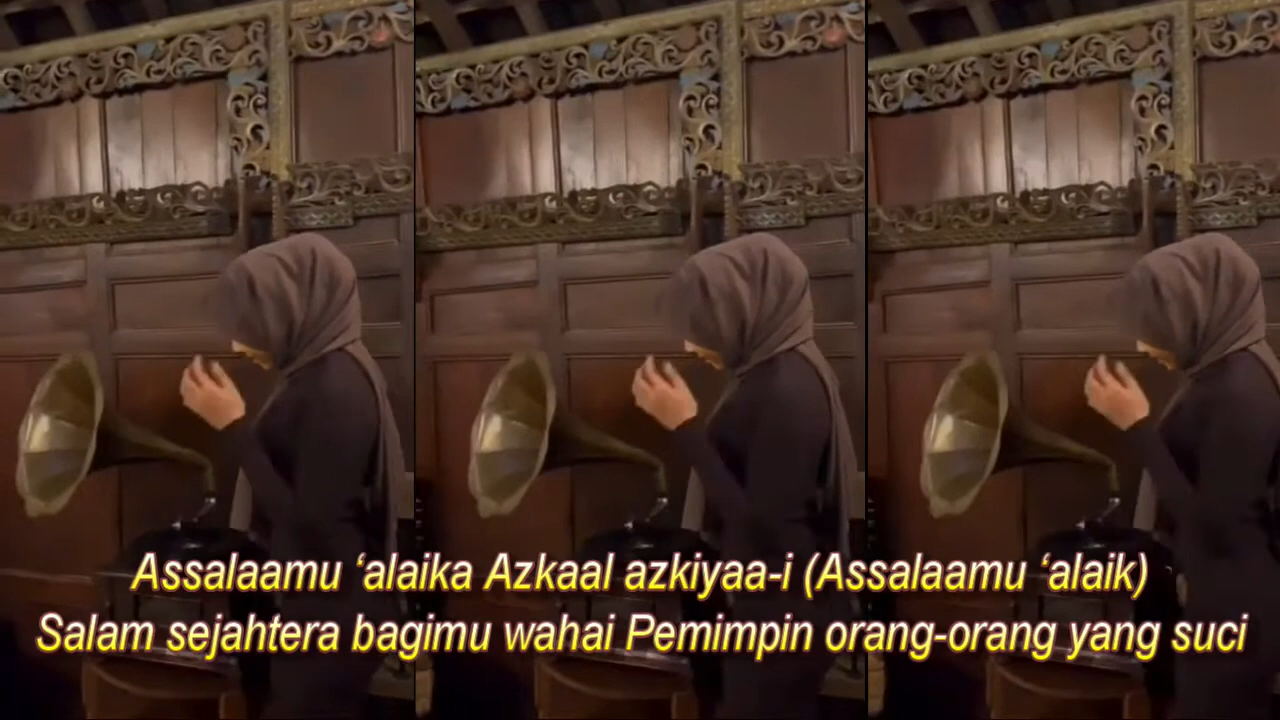 Assalaamu ‘alaika Azkaal azkiyaa-i (Assalaamu ‘alaik)
Salam sejahtera bagimu wahai Pemimpin orang-orang yang suci